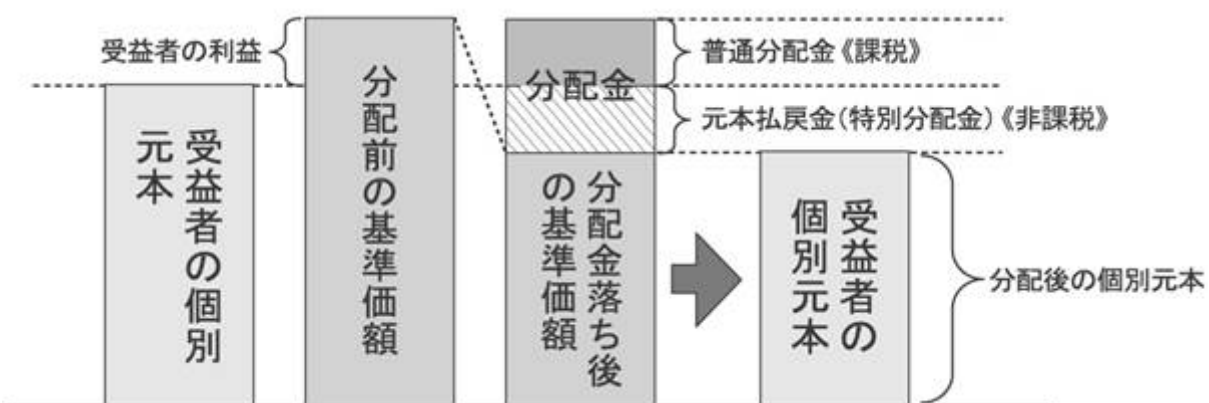 受益者の利益
受益者の個別
元本
分配前の基準価額
分配金
分配金落ち後
の基準価額
普通分配金《課税》
元本払戻金(特別分配金)《非課税》
受益者の
個別元本
分配後の個別元本